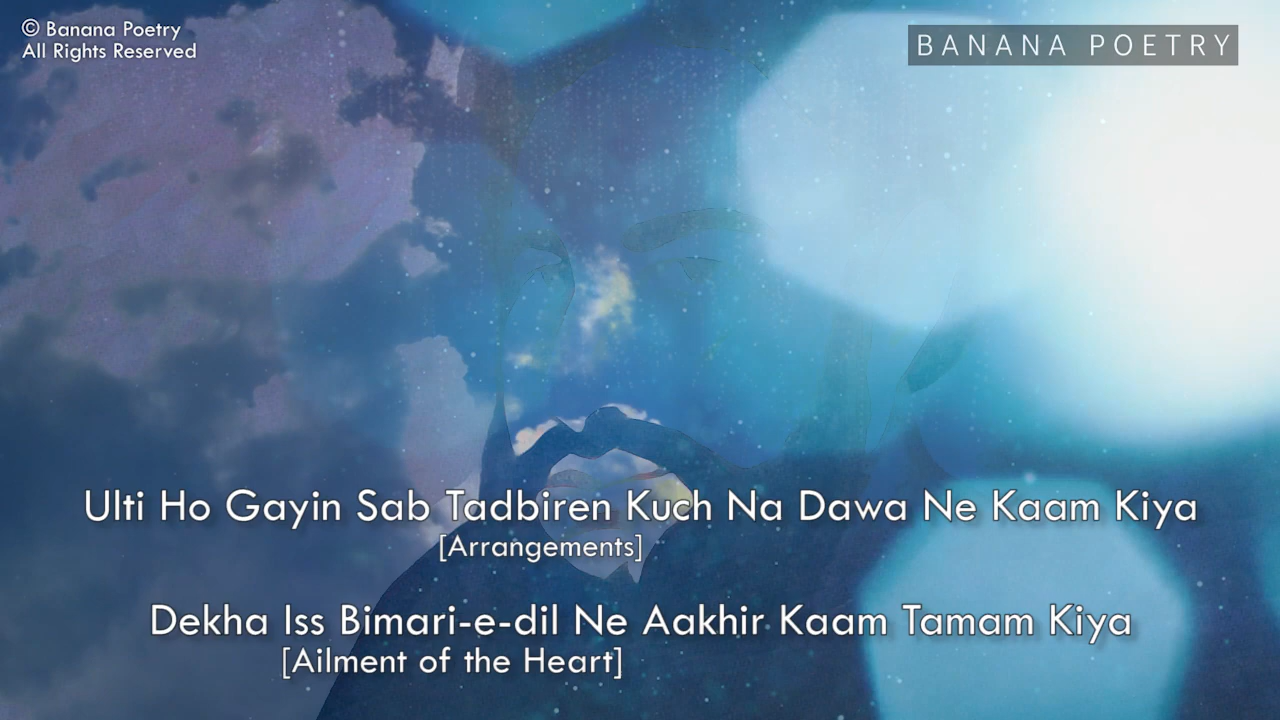 © Banana Poetry
All Rights Reserved
BANANA POETRY
Ulti Ho Gayin Sab Tadbiren Kuch Na Dawa Ne Kaam Kiya
[Arrangements]
Dekha Iss Bimari-e-dil Ne Aakhir Kaam Tamam Kiya
[Ailment of the Heart]